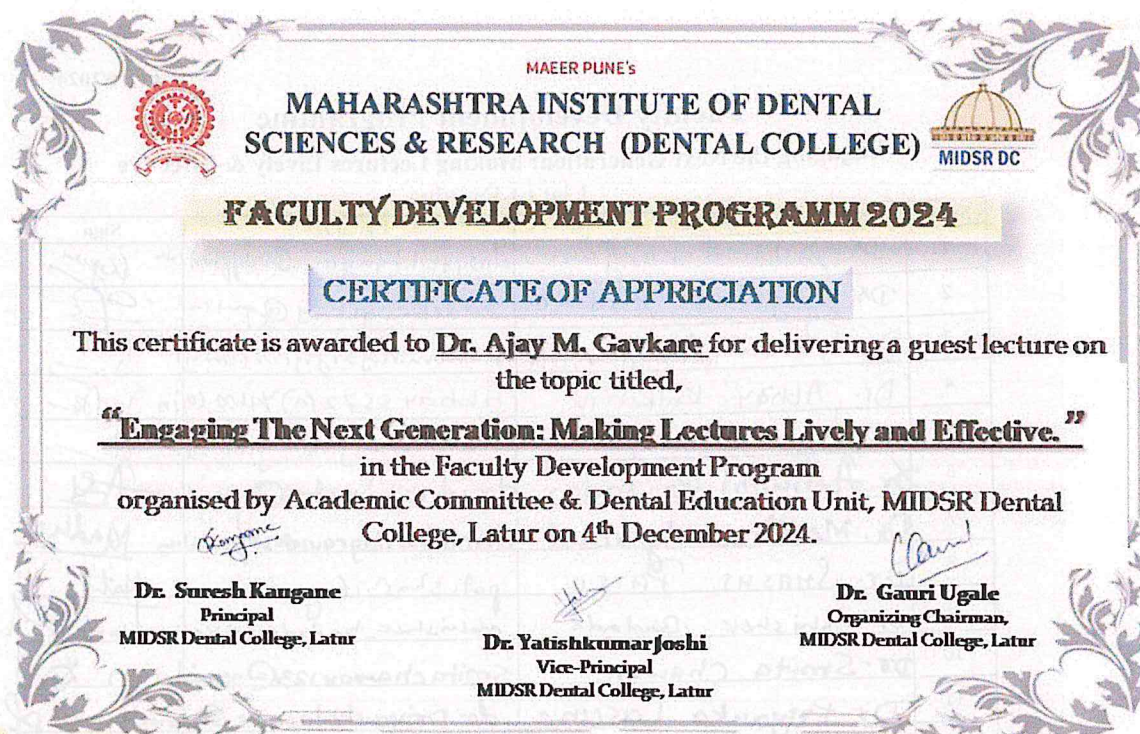 MAEER PUNE's
MAHARASHTRA INSTITUTE OF DENTAL
SCIENCES & RESEARCH (DENTAL COLLEGE)
MIDSR DC
FACULTY DEVELOPMENT PROGRAMM 2024
CERTIFICATE OF APPRECIATION
This certificate is awarded to Dr. Ajay M. Gavkare for delivering a guest lecture on
the topic titled,
“Engaging The Next Generation: Making Lectures Lively and Effective.”
in the Faculty Development Program
organised by Academic Committee & Dental Education Unit, MIDSR Dental
College, Latur on 4th December 2024.
Dr. Suresh Kangane
Principal
MIDSR Dental College, Latur
Dr. Yatishkumar Joshi
Vice-Principal
MIDSR Dental College, Latur
Dr. Gauri Ugale
Organizing Chairman,
MIDSR Dental College, Latur